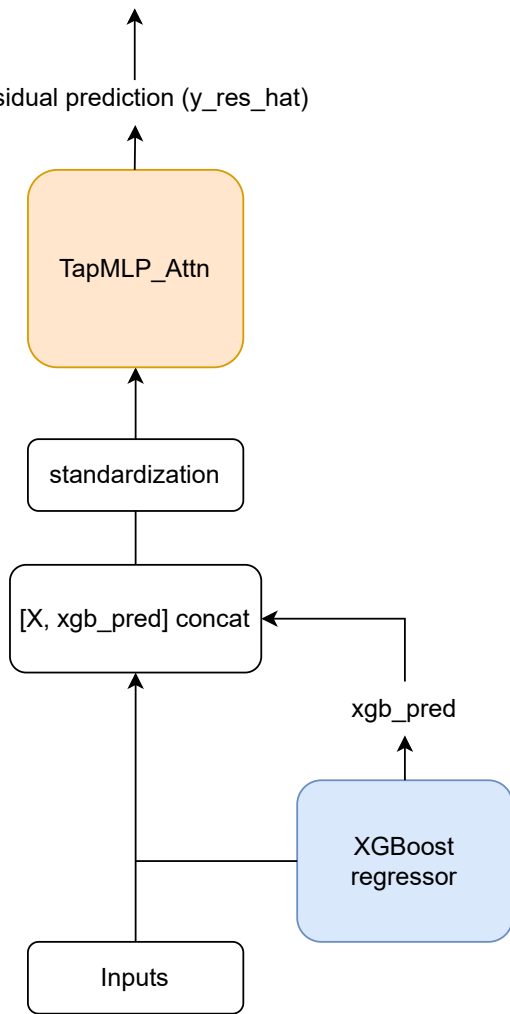 sidual prediction (y_res_hat)
TapMLP_Attn
standardization
[X, xgb_pred] concat
xgb_pred
XGBoost
regressor
Inputs